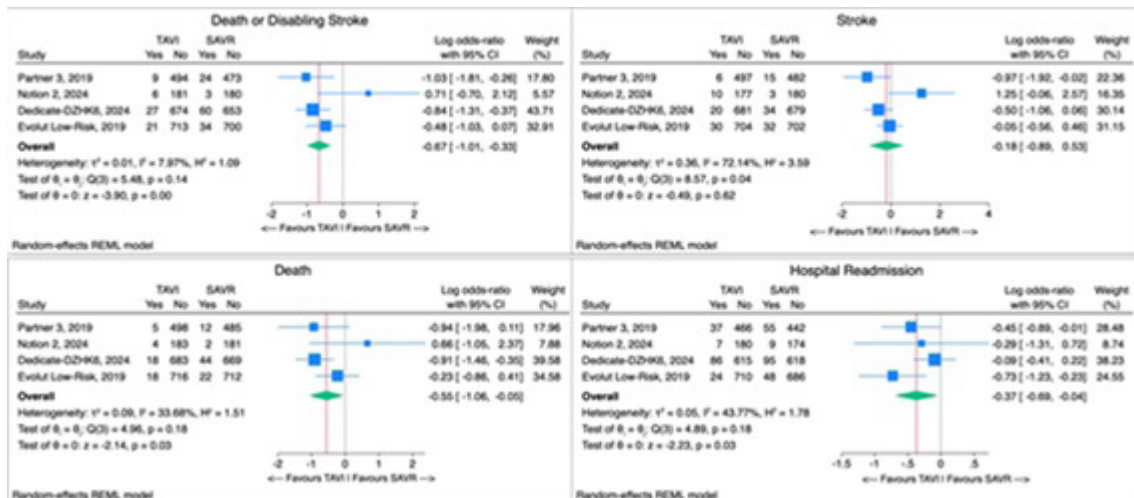 Death or Disabling Stroke
TAVI SAVR Log odds-ratio Weight
Study Yes No Yes No with 95% CI (%)
Partner 3, 2019 9 494 24 473 -1.03 [ -1.81, -0.26] 17.80
Notion 2, 2024 6 181 3 180 0.71 [ -0.70, 2.12] 5.57
Dedicate-DZHK6, 2024 27 674 60 653 -0.84 [ -1.31, -0.37] 43.71
Evolut Low-Risk, 2019 21 713 34 700 -0.48 [ -1.03, 0.07] 32.91
Overall -0.67 [ -1.01, -0.33]
Heterogeneity: τ² = 0.01, I² = 7.97%, H² = 1.09
Test of θᵢ = θⱼ: Q(3) = 5.48, p = 0.14
Test of θ = 0: z = -3.90, p = 0.00
-2 -1 0 1 2
<— Favours TAVI I Favours SAVR —>
Random-effects REML model
Stroke
TAVI SAVR Log odds-ratio Weight
Study Yes No Yes No with 95% CI (%)
Partner 3, 2019 6 497 15 482 -0.97 [ -1.92, -0.02] 22.36
Notion 2, 2024 10 177 3 180 1.25 [ -0.06, 2.57] 16.35
Dedicate-DZHK6, 2024 20 681 34 679 -0.50 [ -1.06, 0.06] 30.14
Evolut Low-Risk, 2019 30 704 32 702 -0.05 [ -0.56, 0.46] 31.15
Overall -0.18 [ -0.89, 0.53]
Heterogeneity: τ² = 0.36, I² = 72.14%, H² = 3.59
Test of θᵢ = θⱼ: Q(3) = 8.57, p = 0.04
Test of θ = 0: z = -0.49, p = 0.62
-2 0 2 4
<— Favours TAVI I Favours SAVR —>
Random-effects REML model
Death
TAVI SAVR Log odds-ratio Weight
Study Yes No Yes No with 95% CI (%)
Partner 3, 2019 5 498 12 485 -0.94 [ -1.98, 0.11] 17.96
Notion 2, 2024 4 183 2 181 0.66 [ -1.05, 2.37] 7.88
Dedicate-DZHK6, 2024 18 683 44 669 -0.91 [ -1.46, -0.35] 39.58
Evolut Low-Risk, 2019 18 716 22 712 -0.23 [ -0.86, 0.41] 34.58
Overall -0.55 [ -1.06, -0.05]
Heterogeneity: τ² = 0.09, I² = 33.68%, H² = 1.51
Test of θᵢ = θⱼ: Q(3) = 4.96, p = 0.18
Test of θ = 0: z = -2.14, p = 0.03
-2 -1 0 1 2
<— Favours TAVI I Favours SAVR —>
Random-effects REML model
Hospital Readmission
TAVI SAVR Log odds-ratio Weight
Study Yes No Yes No with 95% CI (%)
Partner 3, 2019 37 466 55 442 -0.45 [ -0.89, -0.01] 28.48
Notion 2, 2024 7 180 9 174 -0.29 [ -1.31, 0.72] 8.74
Dedicate-DZHK6, 2024 86 615 95 618 -0.09 [ -0.41, 0.22] 38.23
Evolut Low-Risk, 2019 24 710 48 686 -0.73 [ -1.23, -0.23] 24.55
Overall -0.37 [ -0.69, -0.04]
Heterogeneity: τ² = 0.05, I² = 43.77%, H² = 1.78
Test of θᵢ = θⱼ: Q(3) = 4.89, p = 0.18
Test of θ = 0: z = -2.23, p = 0.03
-1.5 -1 -.5 0 .5
<— Favours TAVI I Favours SAVR —>
Random-effects REML model